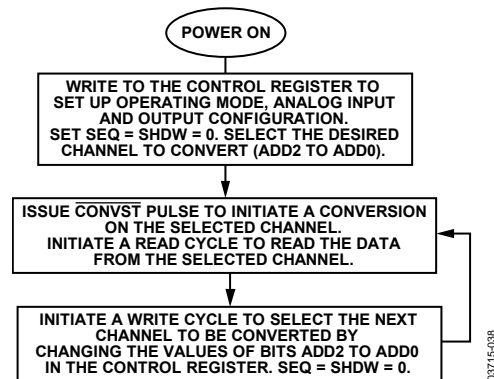 POWER ON
WRITE TO THE CONTROL REGISTER TO
SET UP OPERATING MODE, ANALOG INPUT
AND OUTPUT CONFIGURATION.
SET SEQ = SHDW = 0. SELECT THE DESIRED
CHANNEL TO CONVERT (ADD2 TO ADD0).
ISSUE CONVST PULSE TO INITIATE A CONVERSION
ON THE SELECTED CHANNEL.
INITIATE A READ CYCLE TO READ THE DATA
FROM THE SELECTED CHANNEL.
INITIATE A WRITE CYCLE TO SELECT THE NEXT
CHANNEL TO BE CONVERTED BY
CHANGING THE VALUES OF BITS ADD2 TO ADD0
IN THE CONTROL REGISTER. SEQ = SHDW = 0.
03715-038